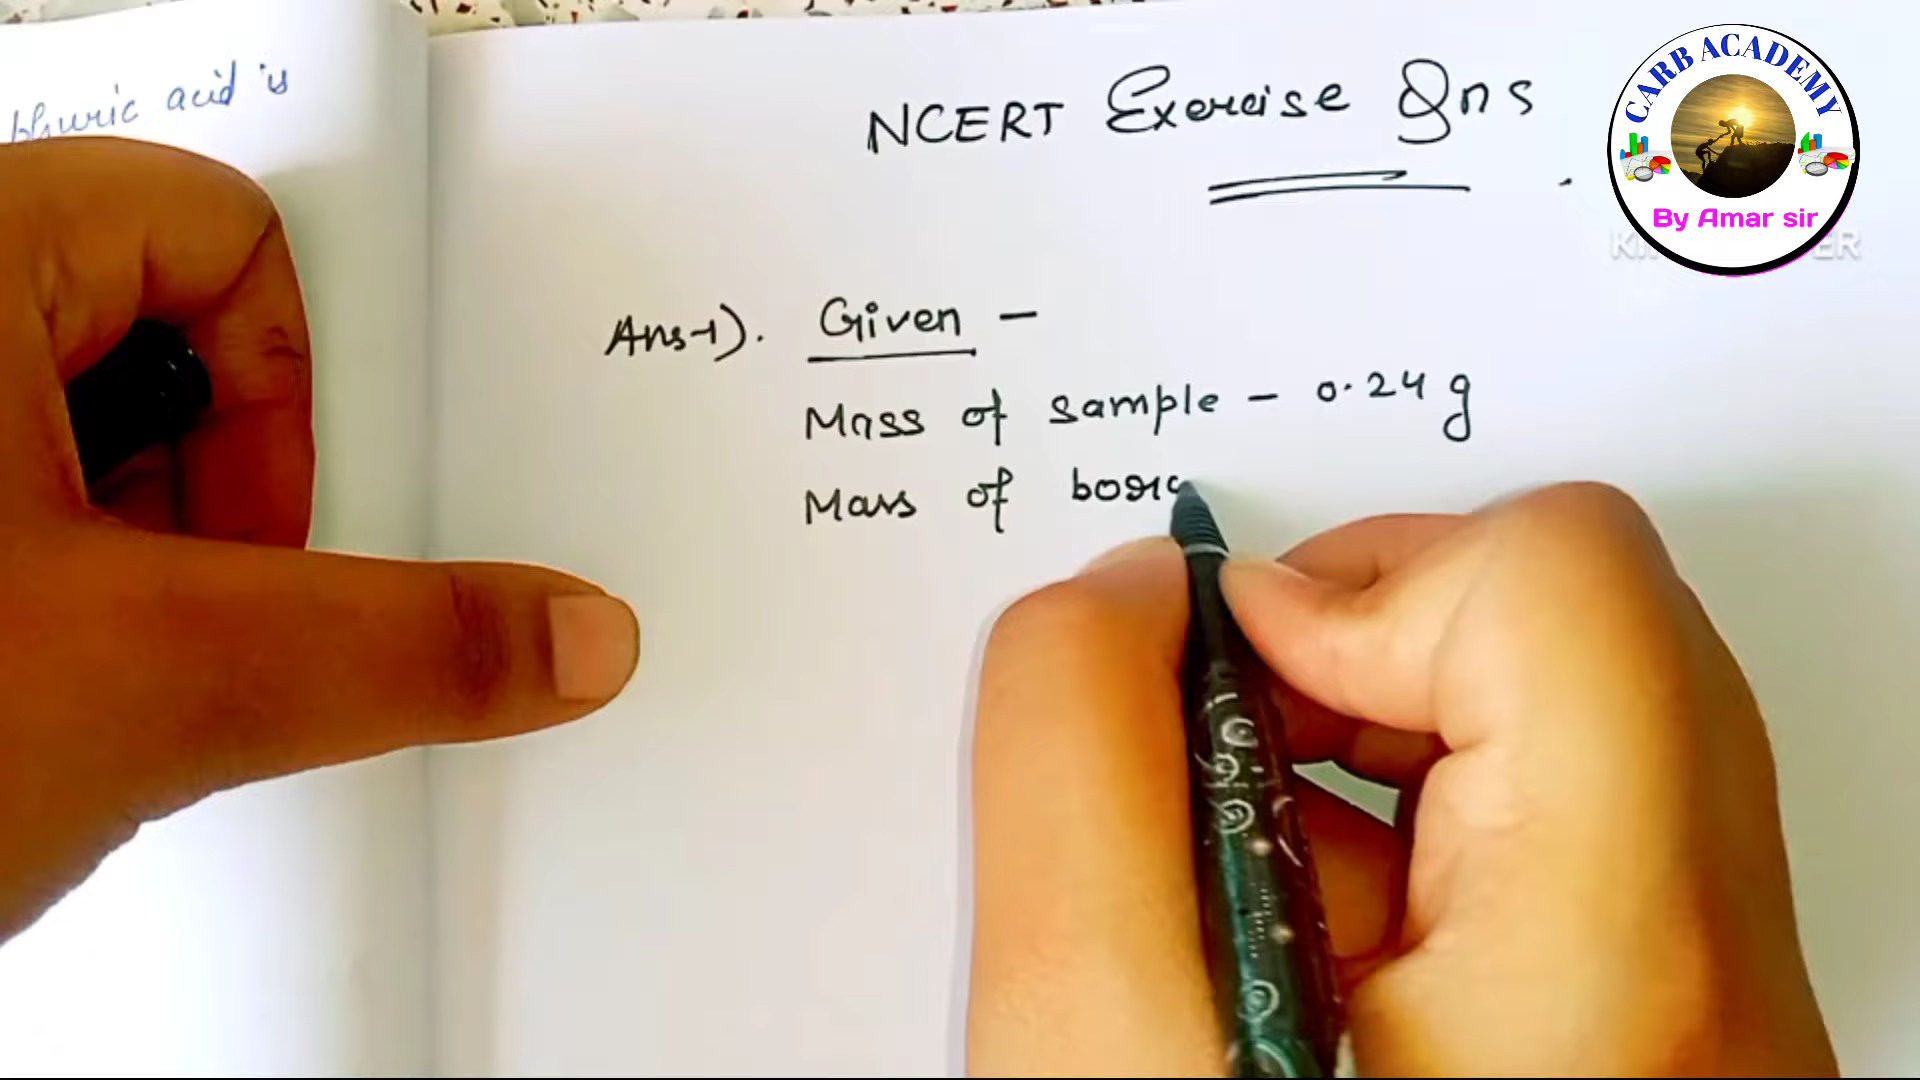 acid is
NCERT Exercise Qns
CARB ACADEMY
By Amar sir
Ans-1). Given -
Mass of sample - 0.24 g
Mass of boro